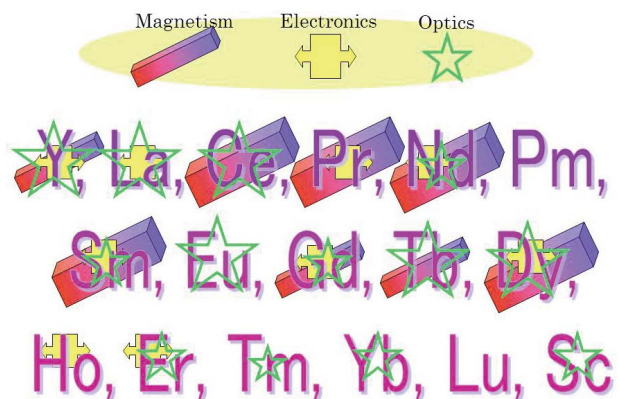 Magnetism Electronics Optics
Y, La, Ce, Pr, Nd, Pm,
Sm, Eu, Gd, Tb, Dy,
Ho, Er, Tm, Yb, Lu, Sc